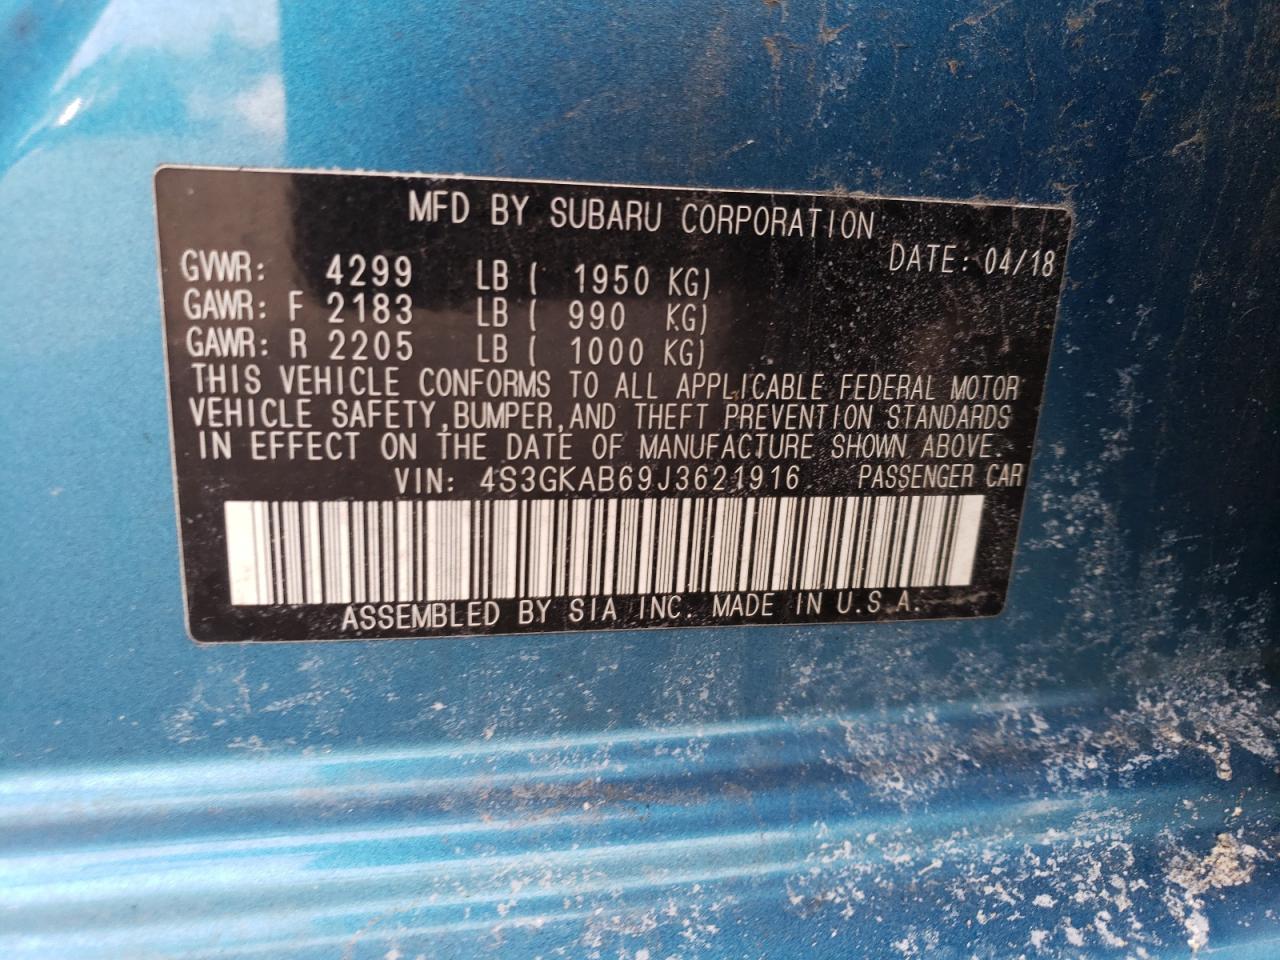 MFD BY SUBARU CORPORATION
DATE: 04/18
GVWR: 4299 LB ( 1950 KG)
GAWR: F 2183 LB ( 990 KG)
GAWR: R 2205 LB ( 1000 KG)
THIS VEHICLE CONFORMS TO ALL APPLICABLE FEDERAL MOTOR
VEHICLE SAFETY, BUMPER, AND THEFT PREVENTION STANDARDS
IN EFFECT ON THE DATE OF MANUFACTURE SHOWN ABOVE.
VIN: 4S3GKAB69J3621916 PASSENGER CAR
ASSEMBLED BY SIA INC. MADE IN U.S.A.